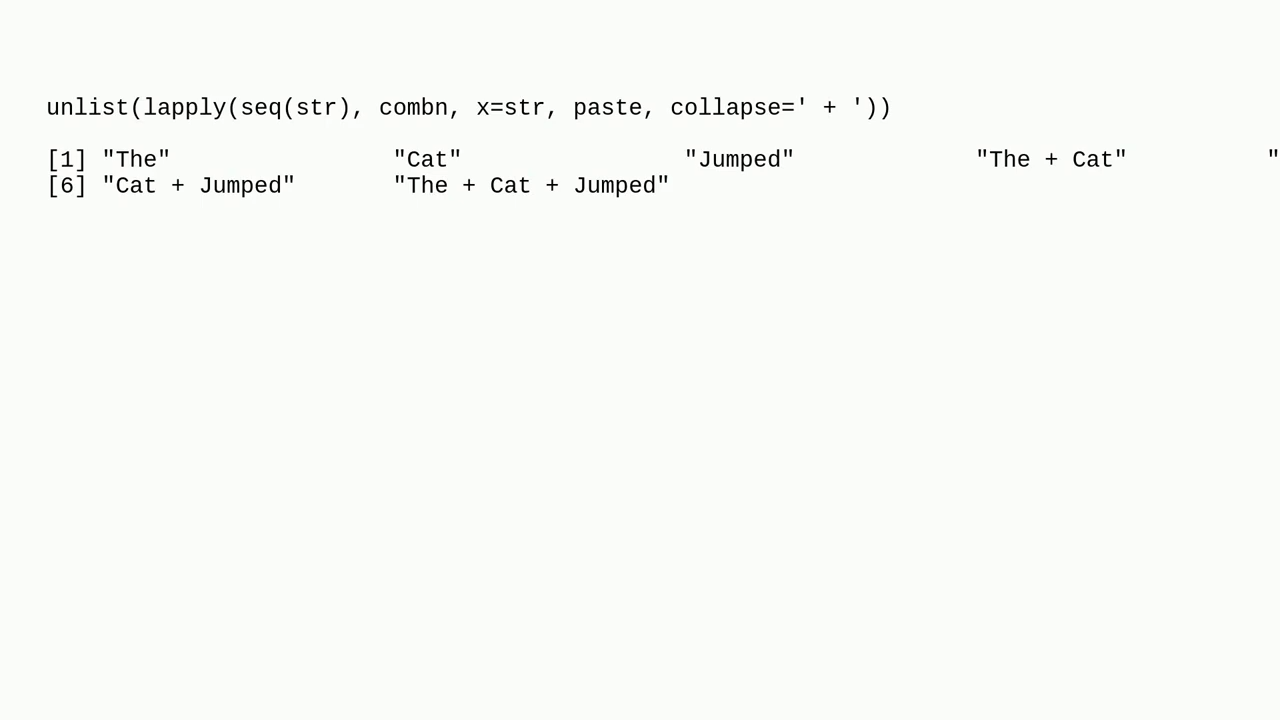 unlist(lapply(seq(str), combn, x=str, paste, collapse=' + '))
[1] "The" "Cat" "Jumped" "The + Cat" "
[6] "Cat + Jumped" "The + Cat + Jumped"